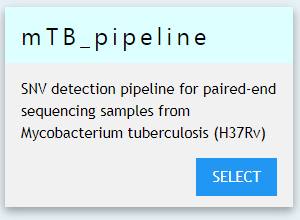 mTB_pipeline
SNV detection pipeline for paired-end
sequencing samples from
Mycobacterium tuberculosis (H37Rv)
SELECT